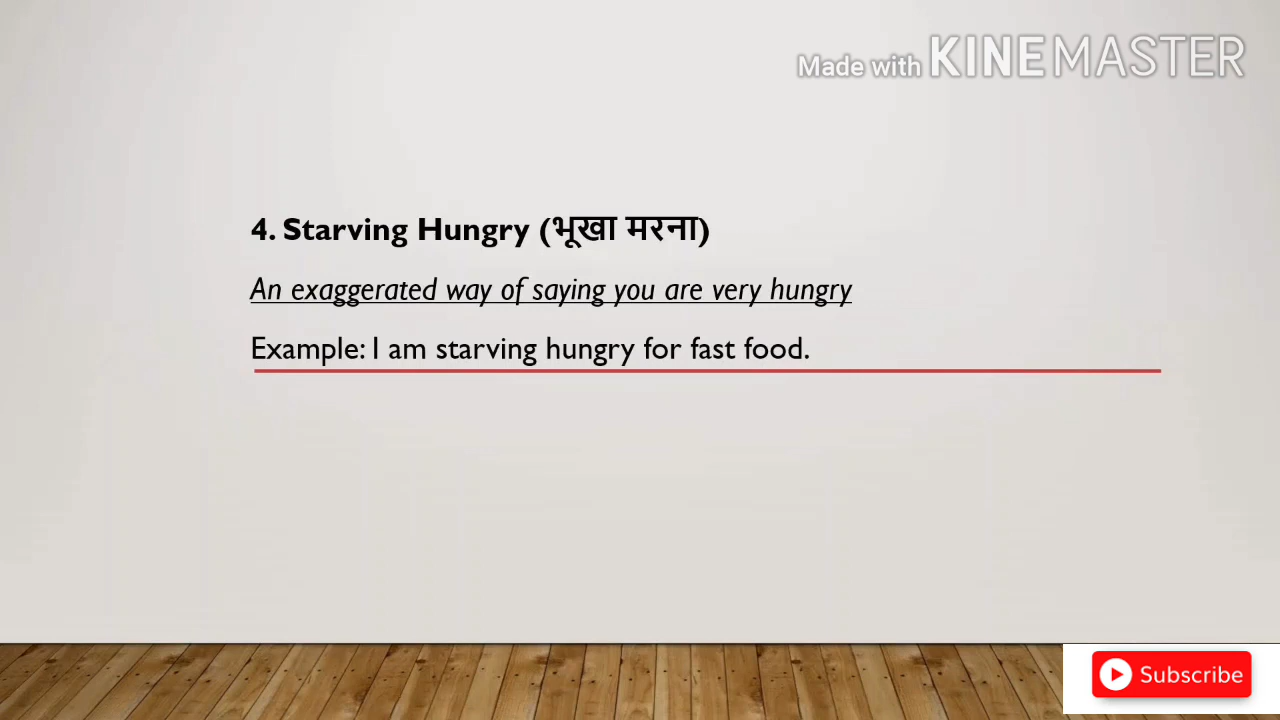 Made with KINEMASTER
4. Starving Hungry (भूखा मरना)
An exaggerated way of saying you are very hungry
Example: I am starving hungry for fast food.
Subscribe